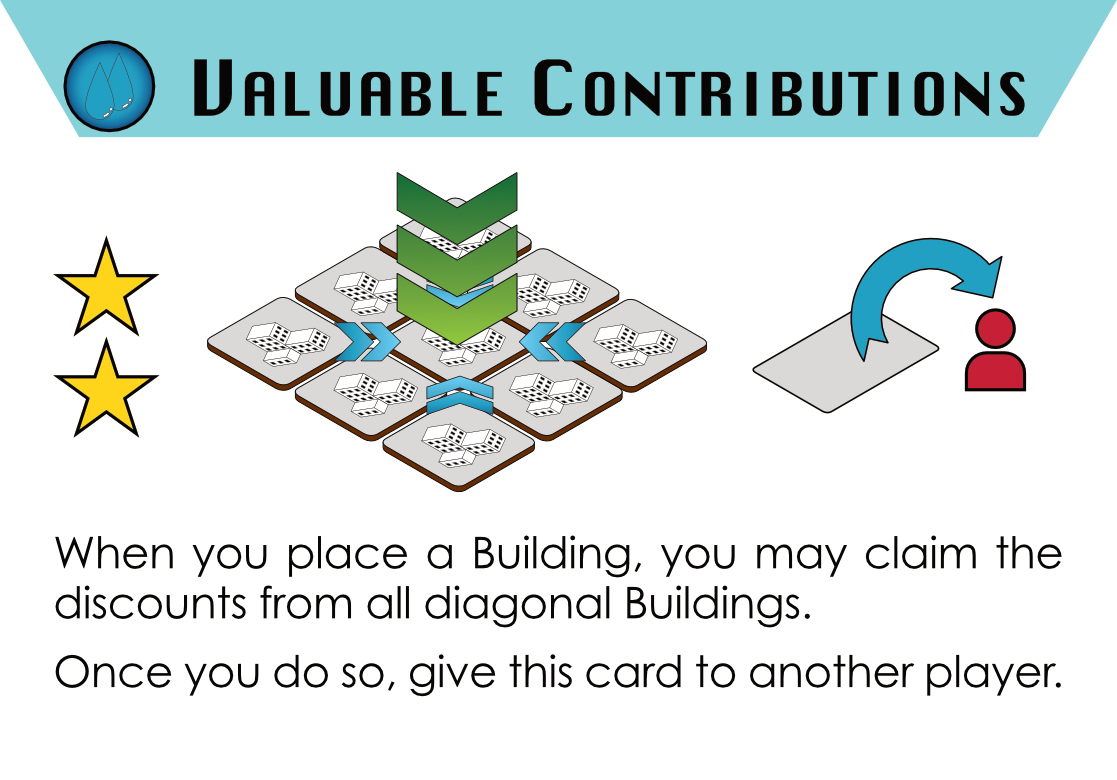 Valuable Contributions
When you place a Building, you may claim the
discounts from all diagonal Buildings.
Once you do so, give this card to another player.